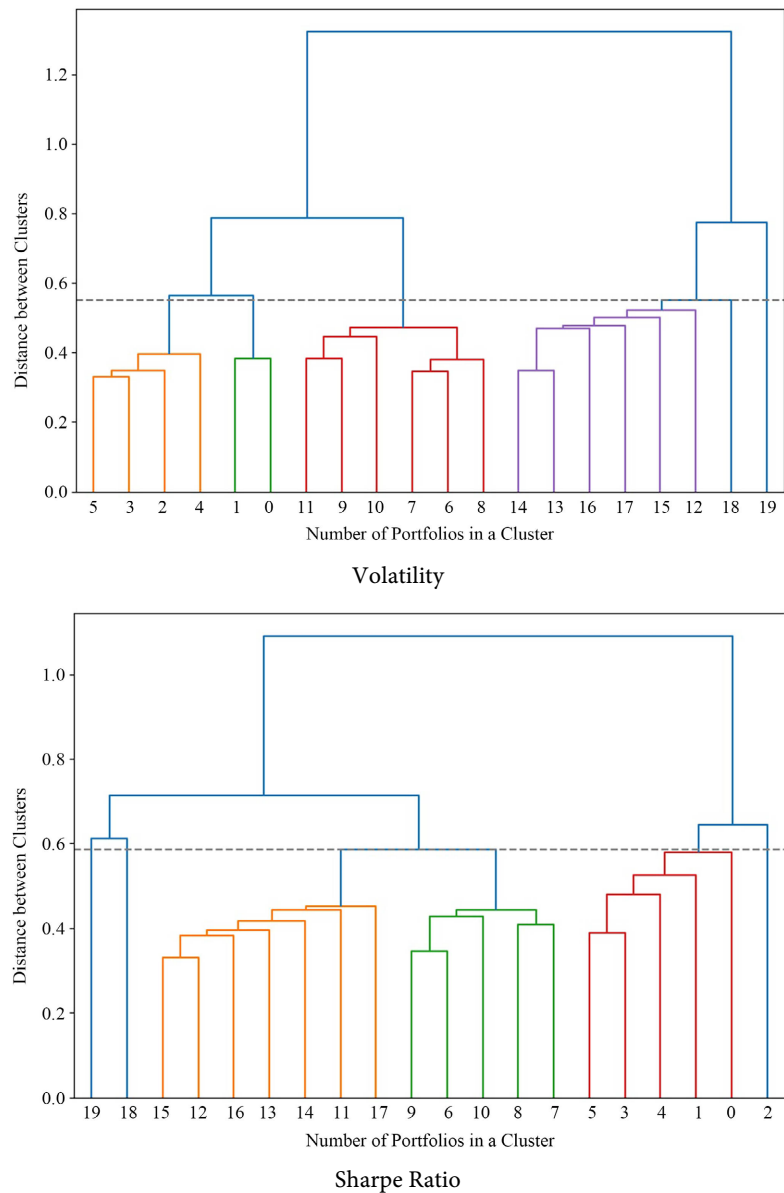 1.2
1.0
0.8
0.6
0.4
0.2
0.0
Distance between Clusters
5 3 2 4 1 0 11 9 10 7 6 8 14 13 16 17 15 12 18 19
Number of Portfolios in a Cluster
Volatility
1.0
0.8
0.6
0.4
0.2
0.0
Distance between Clusters
19 18 15 12 16 13 14 11 17 9 6 10 8 7 5 3 4 1 0 2
Number of Portfolios in a Cluster
Sharpe Ratio